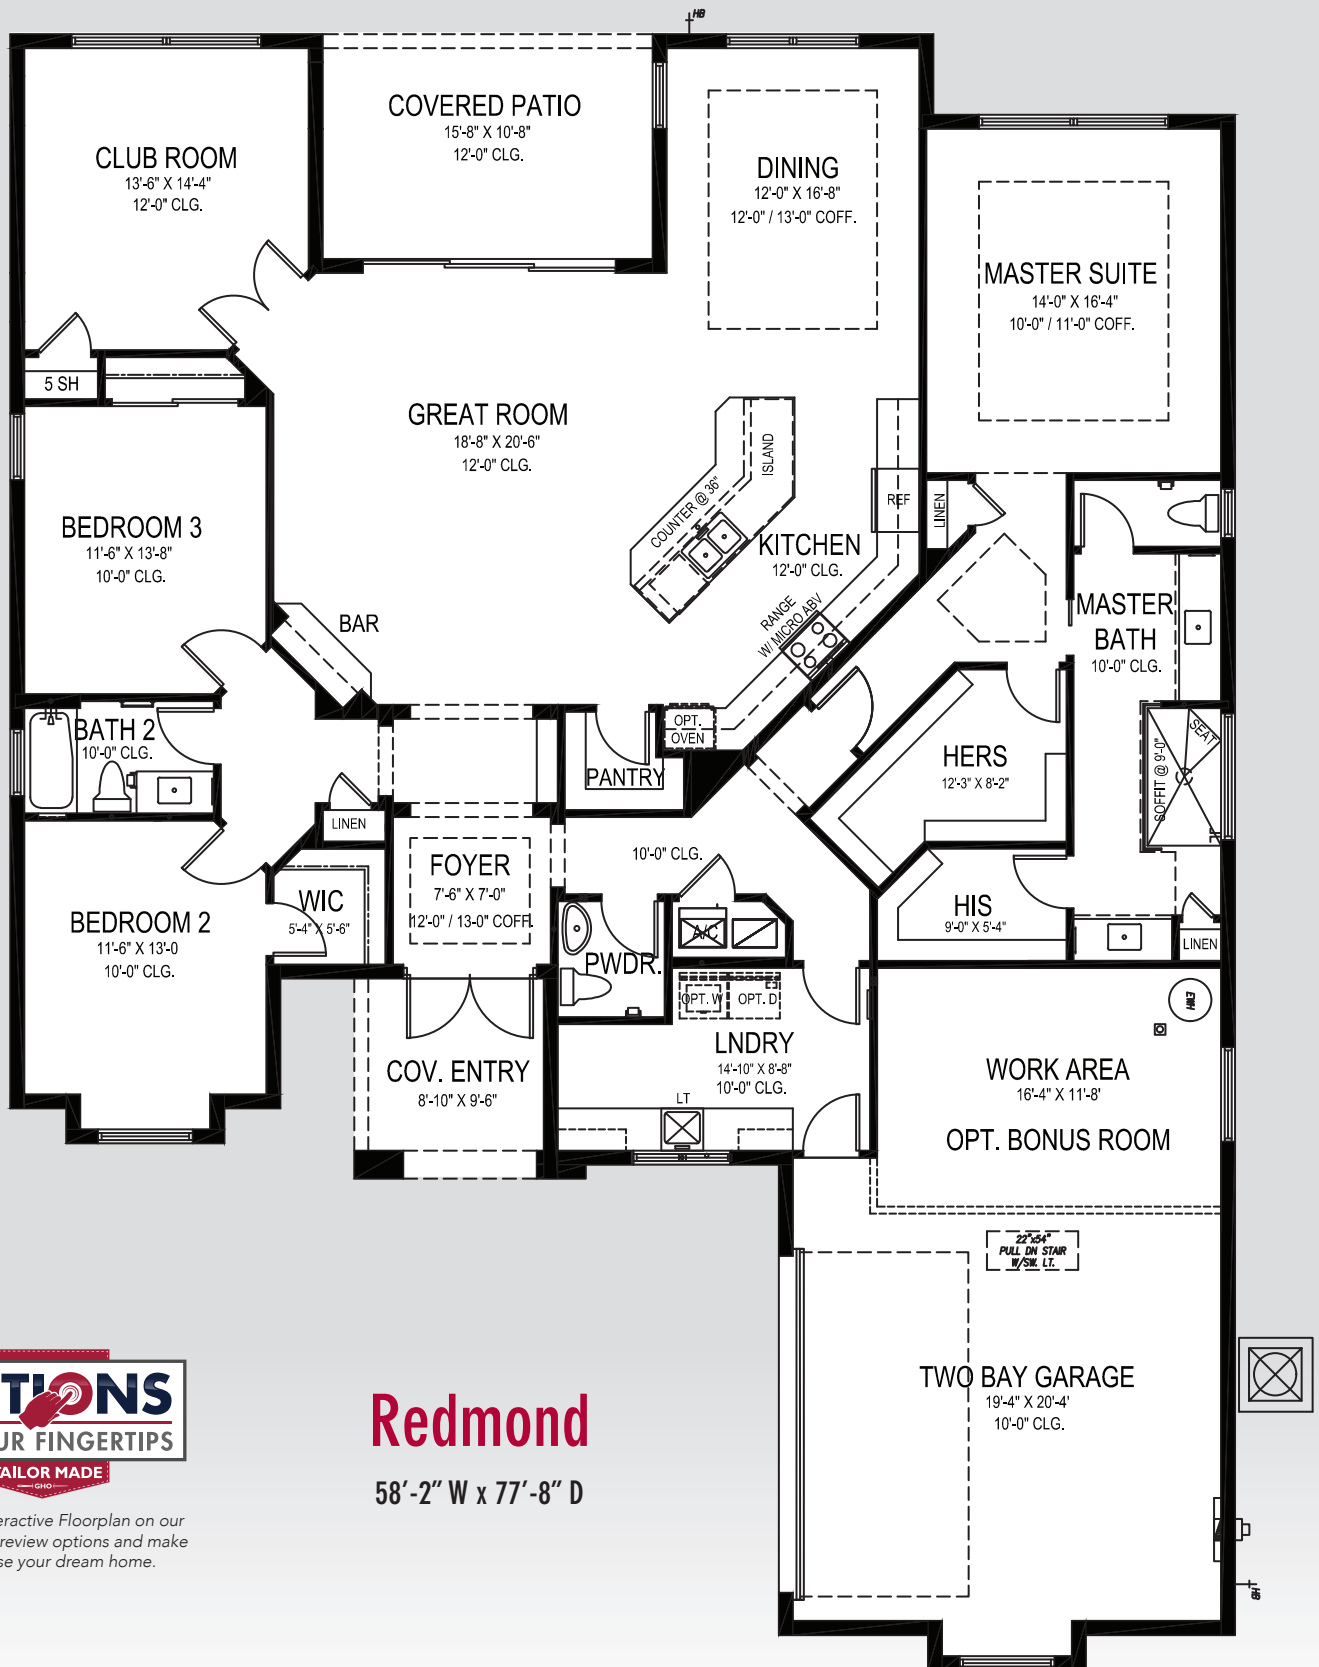 HB
COVERED PATIO
15'-8" X 10'-8"
12'-0" CLG.
CLUB ROOM
13'-6" X 14'-4"
12'-0" CLG.
DINING
12'-0" X 16'-8"
12'-0" / 13'-0" COFF.
MASTER SUITE
14'-0" X 16'-4"
10'-0" / 11'-0" COFF.
5 SH
GREAT ROOM
18'-8" X 20'-6"
12'-0" CLG.
ISLAND
COUNTER @ 36"
REF
LINEN
BEDROOM 3
11'-6" X 13'-8"
10'-0" CLG.
KITCHEN
12'-0" CLG.
RANGE
W/ MICRO ABV
MASTER
BATH
10'-0" CLG.
BAR
BATH 2
10'-0" CLG.
OPT.
OVEN
PANTRY
HERS
12'-3" X 8'-2"
SEAT
SOFFIT @ 9'-0"
LINEN
FOYER
7'-6" X 7'-0"
12'-0" / 13-0" COFF.
10'-0" CLG.
WIC
5'-4" X 5'-6"
BEDROOM 2
11'-6" X 13'-0
10'-0" CLG.
HIS
9'-0" X 5'-4"
LINEN
A/C
PWDR.
OPT. W
OPT. D
EWH
LNDRY
14'-10" X 8'-8"
10'-0" CLG.
LT
COV. ENTRY
8'-10" X 9'-6"
WORK AREA
16'-4" X 11'-8'
OPT. BONUS ROOM
22"x54"
PULL DN STAIR
W/SW. LT.
TWO BAY GARAGE
19'-4" X 20'-4'
10'-0" CLG.
HB
TIONS
UR FINGERTIPS
TAILOR MADE
GHO
eractive Floorplan on our
review options and make
se your dream home.
Redmond
58'-2" W x 77'-8" D